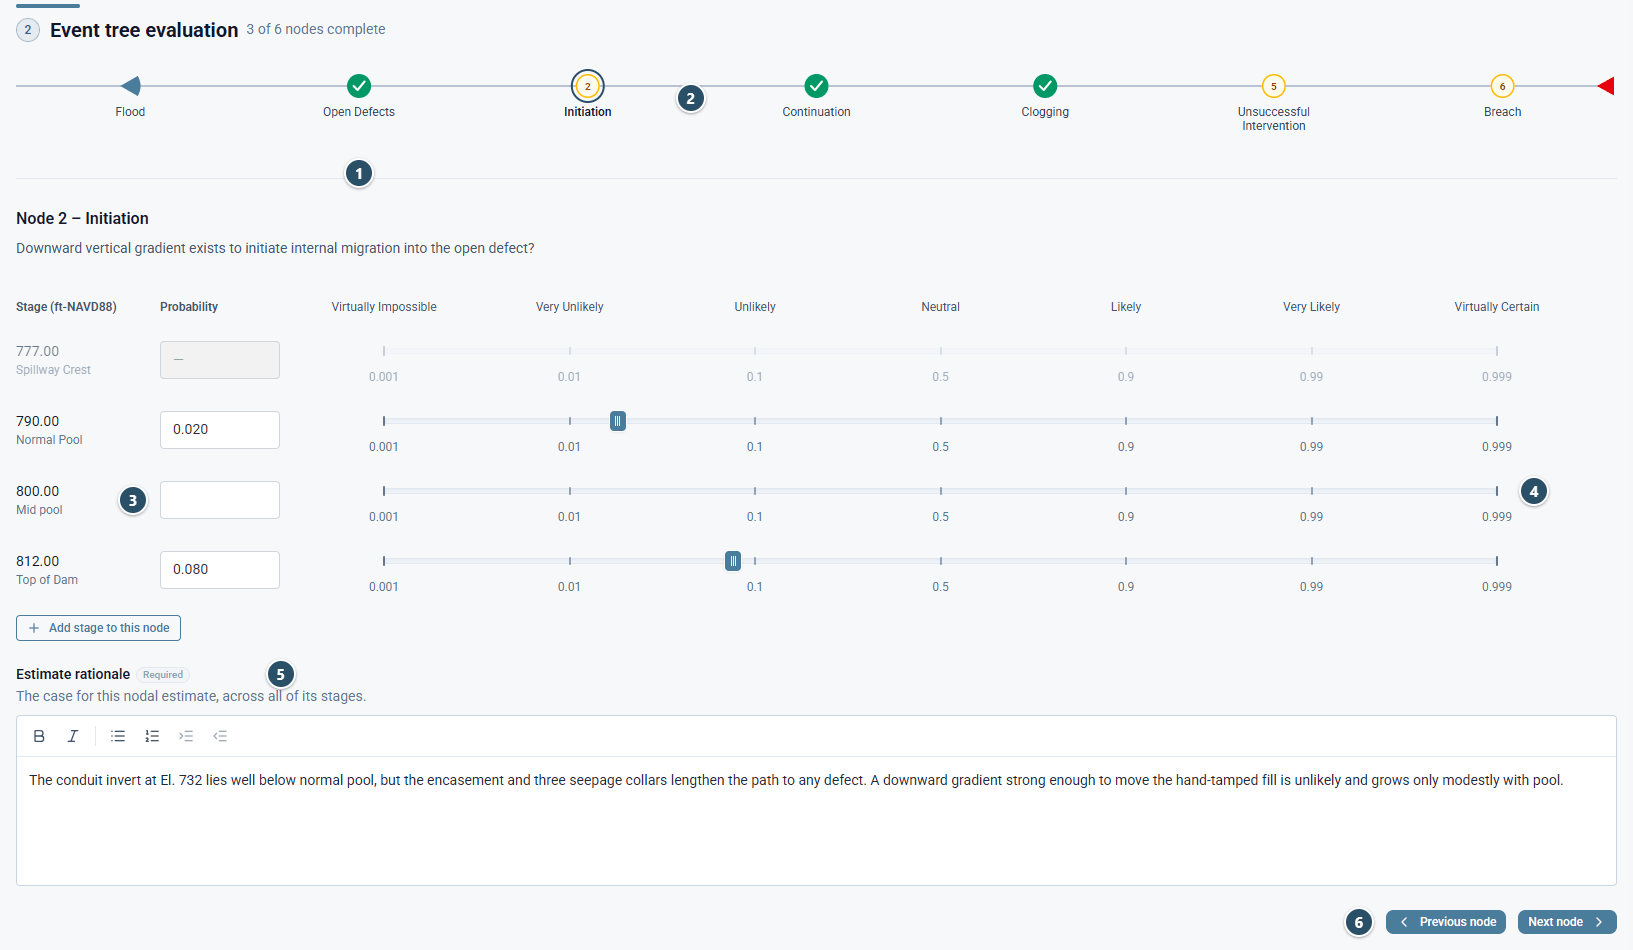 2 Event tree evaluation 3 of 6 nodes complete
2 5 6
2
Flood Open Defects Initiation Continuation Clogging Unsuccessful Intervention Breach
1
Node 2 – Initiation
Downward vertical gradient exists to initiate internal migration into the open defect?
Stage (ft-NAVD88) Probability Virtually Impossible Very Unlikely Unlikely Neutral Likely Very Likely Virtually Certain
777.00
—
Spillway Crest
0.001 0.01 0.1 0.5 0.9 0.99 0.999
790.00
0.020
Normal Pool
0.001 0.01 0.1 0.5 0.9 0.99 0.999
800.00
3 4
Mid pool
0.001 0.01 0.1 0.5 0.9 0.99 0.999
812.00
0.080
Top of Dam
0.001 0.01 0.1 0.5 0.9 0.99 0.999
+ Add stage to this node
Estimate rationale Required 5
The case for this nodal estimate, across all of its stages.
B I
The conduit invert at El. 732 lies well below normal pool, but the encasement and three seepage collars lengthen the path to any defect. A downward gradient strong enough to move the hand-tamped fill is unlikely and grows only modestly with pool.
6 Previous node Next node